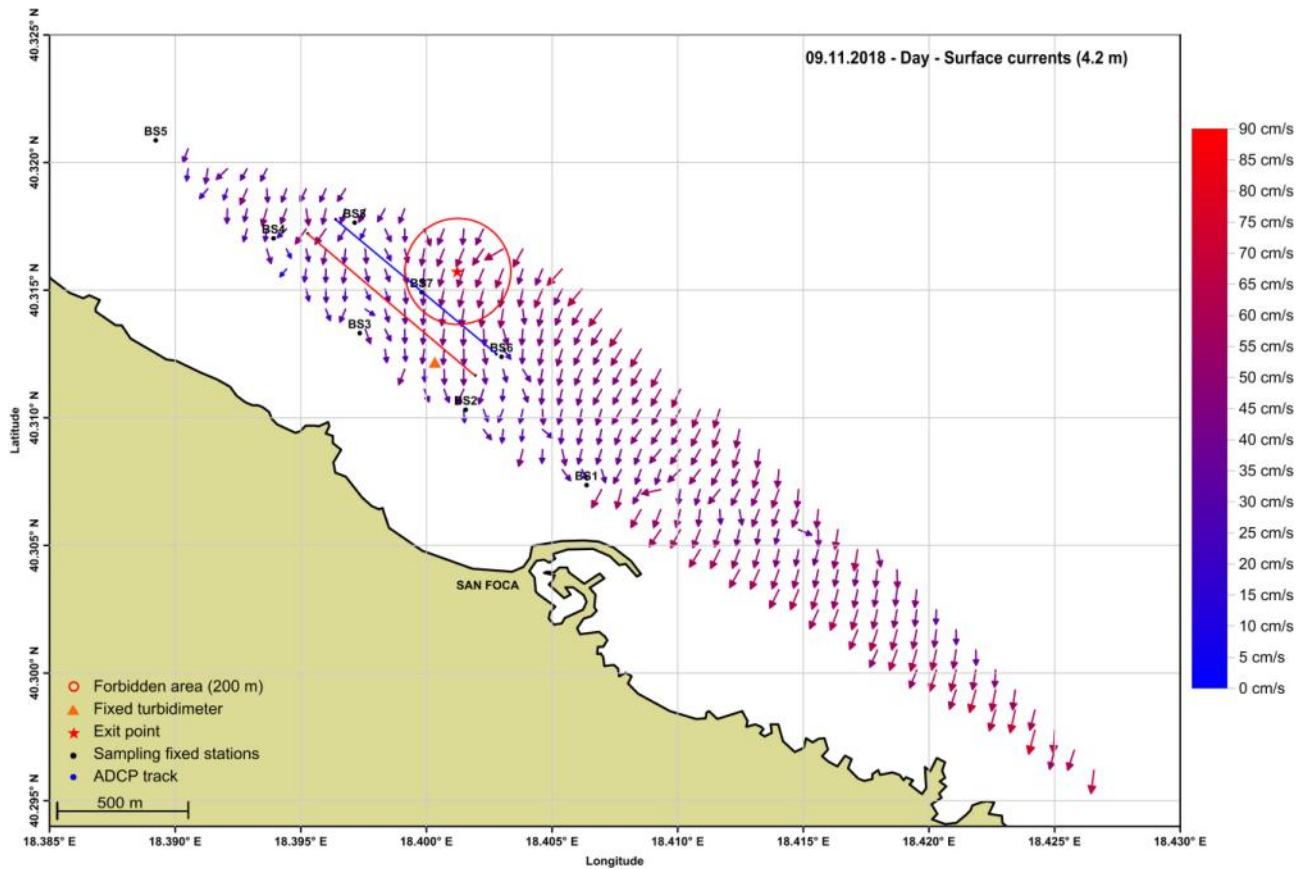 09.11.2018 - Day - Surface currents (4.2 m)
40.325° N
40.320° N
40.315° N
40.310° N
40.305° N
40.300° N
40.295° N
Latitude
BS5
BS8
BS4
BS7
BS3
BS6
BS2
BS1
SAN FOCA
Forbidden area (200 m)
Fixed turbidimeter
Exit point
Sampling fixed stations
ADCP track
500 m
18.385° E
18.390° E
18.395° E
18.400° E
18.405° E
18.410° E
18.415° E
18.420° E
18.425° E
18.430° E
Longitude
90 cm/s
85 cm/s
80 cm/s
75 cm/s
70 cm/s
65 cm/s
60 cm/s
55 cm/s
50 cm/s
45 cm/s
40 cm/s
35 cm/s
30 cm/s
25 cm/s
20 cm/s
15 cm/s
10 cm/s
5 cm/s
0 cm/s